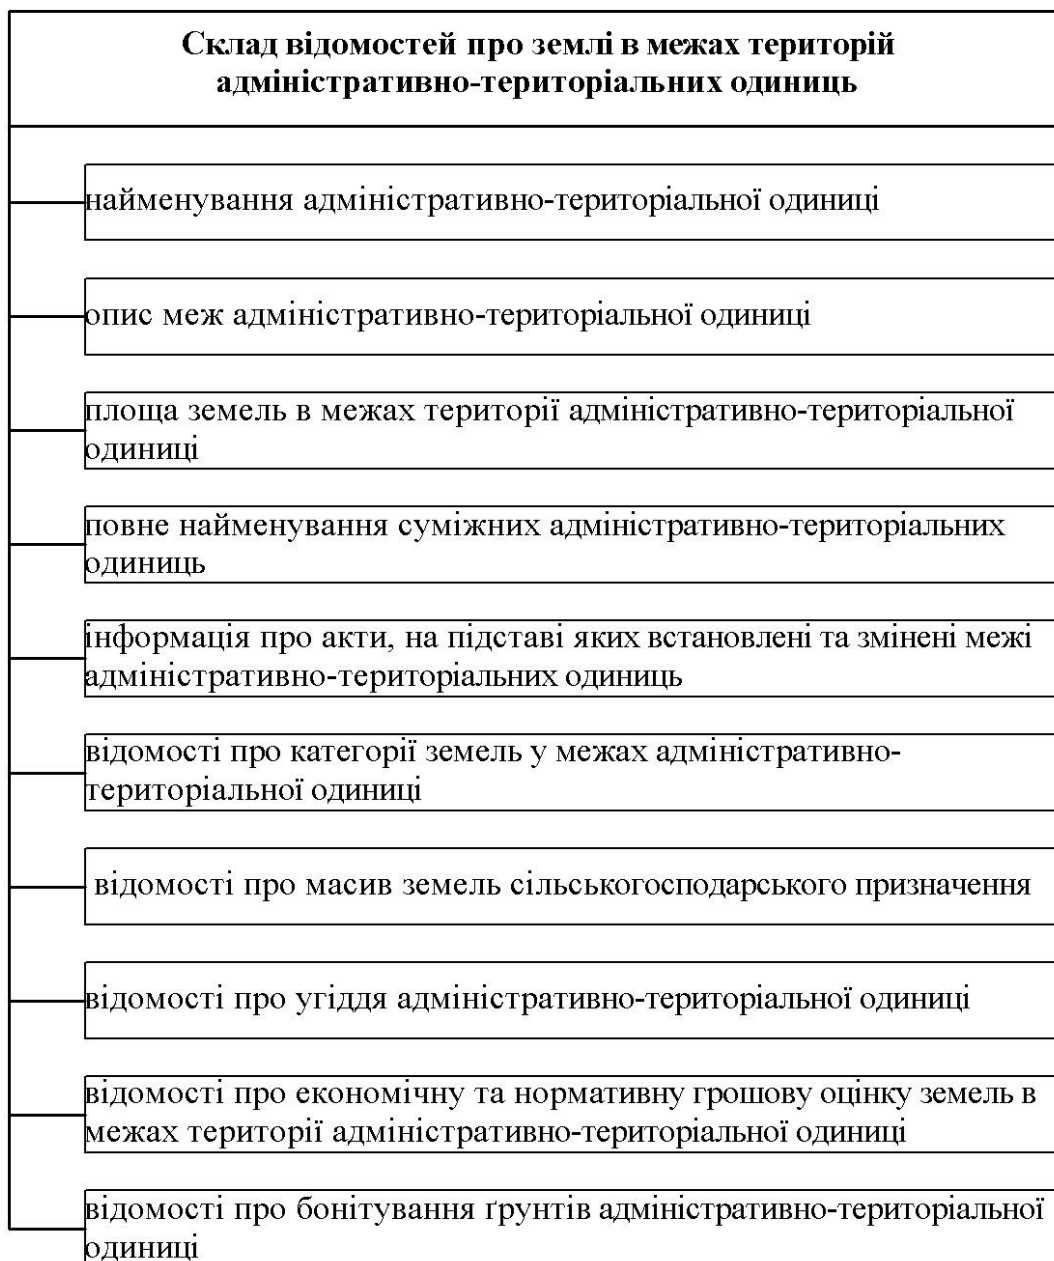 Склад відомостей про землі в межах територій
адміністративно-територіальних одиниць
найменування адміністративно-територіальної одиниці
опис меж адміністративно-територіальної одиниці
площа земель в межах території адміністративно-територіальної
одиниці
повне найменування суміжних адміністративно-територіальних
одиниць
інформація про акти, на підставі яких встановлені та змінені межі
адміністративно-територіальних одиниць
відомості про категорії земель у межах адміністративно-
територіальної одиниці
відомості про масив земель сільськогосподарського призначення
відомості про угіддя адміністративно-територіальної одиниці
відомості про економічну та нормативну грошову оцінку земель в
межах території адміністративно-територіальної одиниці
відомості про бонітування ґрунтів адміністративно-територіальної
одиниці